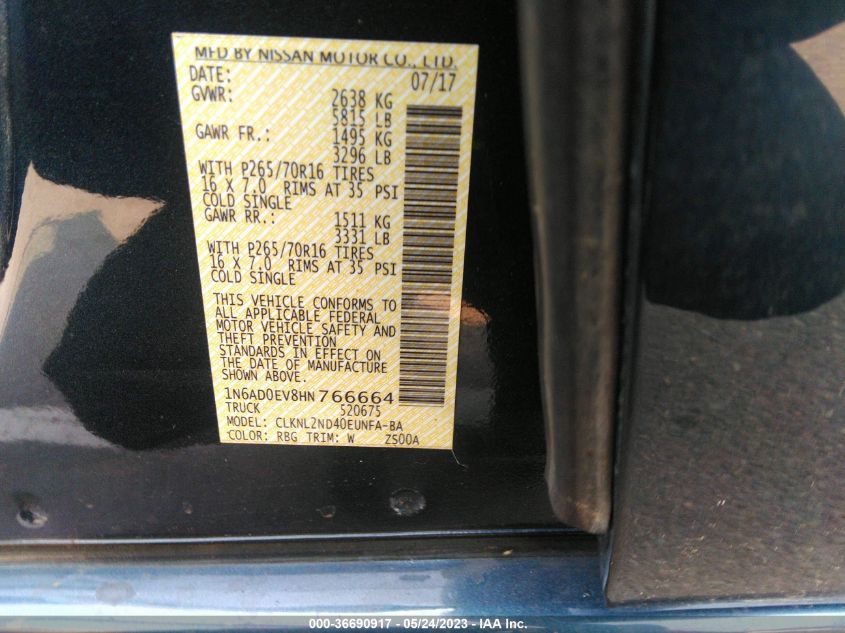 MFD BY NISSAN MOTOR CO., LTD.
DATE: 07/17
GVWR: 2638 KG
5815 LB
GAWR FR.: 1495 KG
3296 LB
WITH P265/70R16 TIRES
16 X 7.0 RIMS AT 35 PSI
COLD SINGLE
GAWR RR.: 1511 KG
3331 LB
WITH P265/70R16 TIRES
16 X 7.0 RIMS AT 35 PSI
COLD SINGLE
THIS VEHICLE CONFORMS TO
ALL APPLICABLE FEDERAL
MOTOR VEHICLE SAFETY AND
THEFT PREVENTION
STANDARDS IN EFFECT ON
THE DATE OF MANUFACTURE
SHOWN ABOVE.
1N6AD0EV8HN766664
TRUCK 520675
MODEL: CLKNL2ND40EUNFA-BA
COLOR: RBG TRIM: W ZS00A
000-36690917 - 05/24/2023 - IAA Inc.